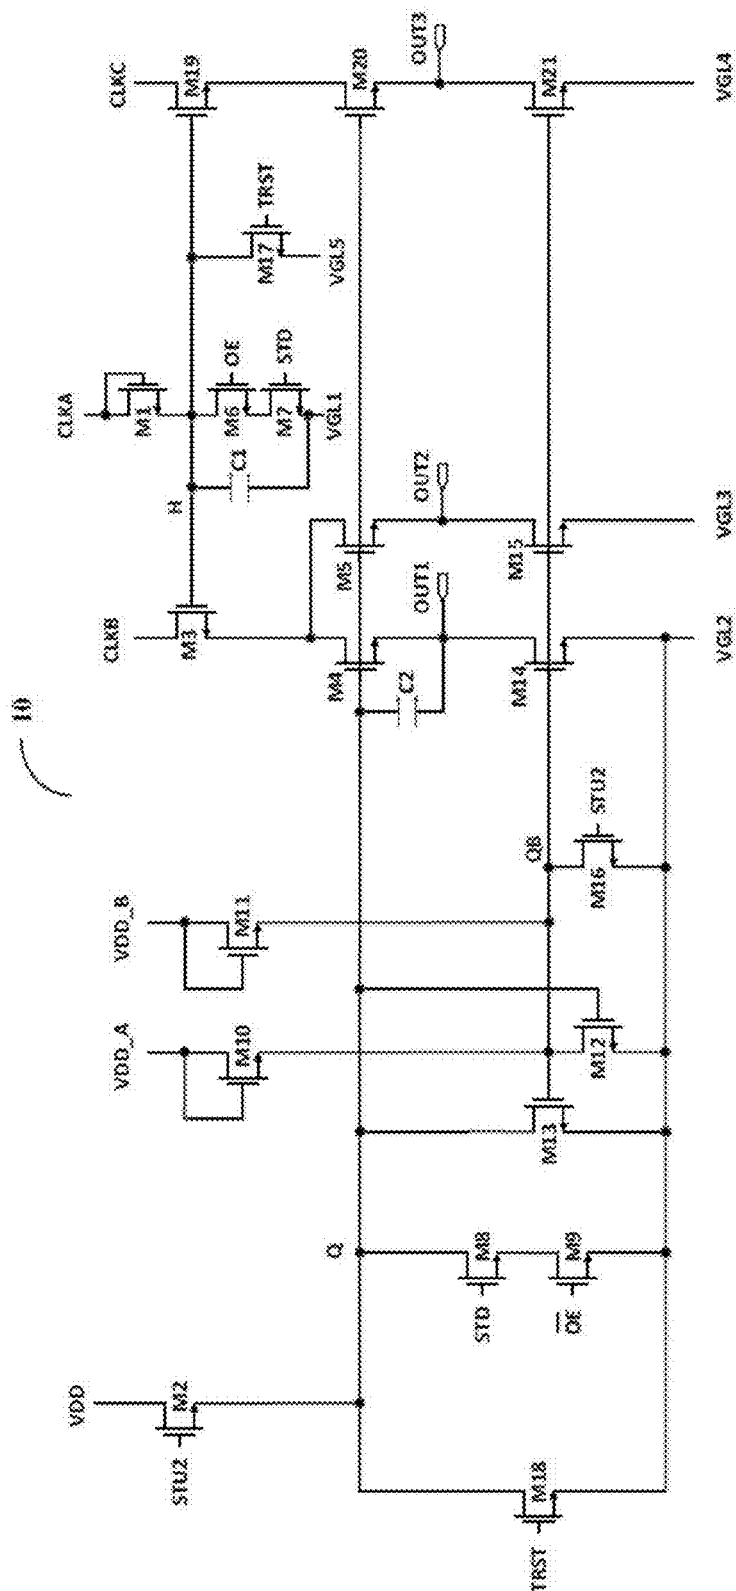 10
VDD
STU2
M2
TRST
M18
Q
STD
M8
OE
M9
VDD_A
M10
VDD_B
M11
M13
M12
QB
M16
STU2
CLKB
M3
H
C1
CLKA
M1
M6
OE
M7
STD
VGL1
M17
TRST
VGL5
CLKC
M19
M4
C2
OUT1
M5
OUT2
M20
OUT3
M14
VGL2
M15
VGL3
M21
VGL4